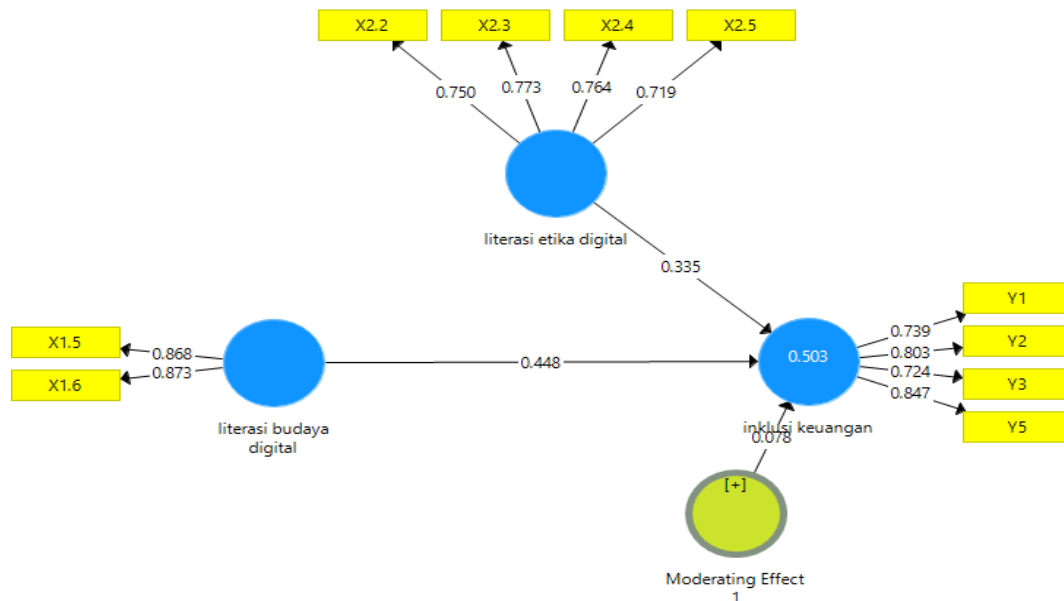 X2.2
X2.3
X2.4
X2.5
0.750
0.773
0.764
0.719
literasi etika digital
0.335
X1.5
X1.6
0.868
0.873
literasi budaya
digital
0.448
0.503
inklusi keuangan
0.739
0.803
0.724
0.847
Y1
Y2
Y3
Y5
0.078
[+]
Moderating Effect
1